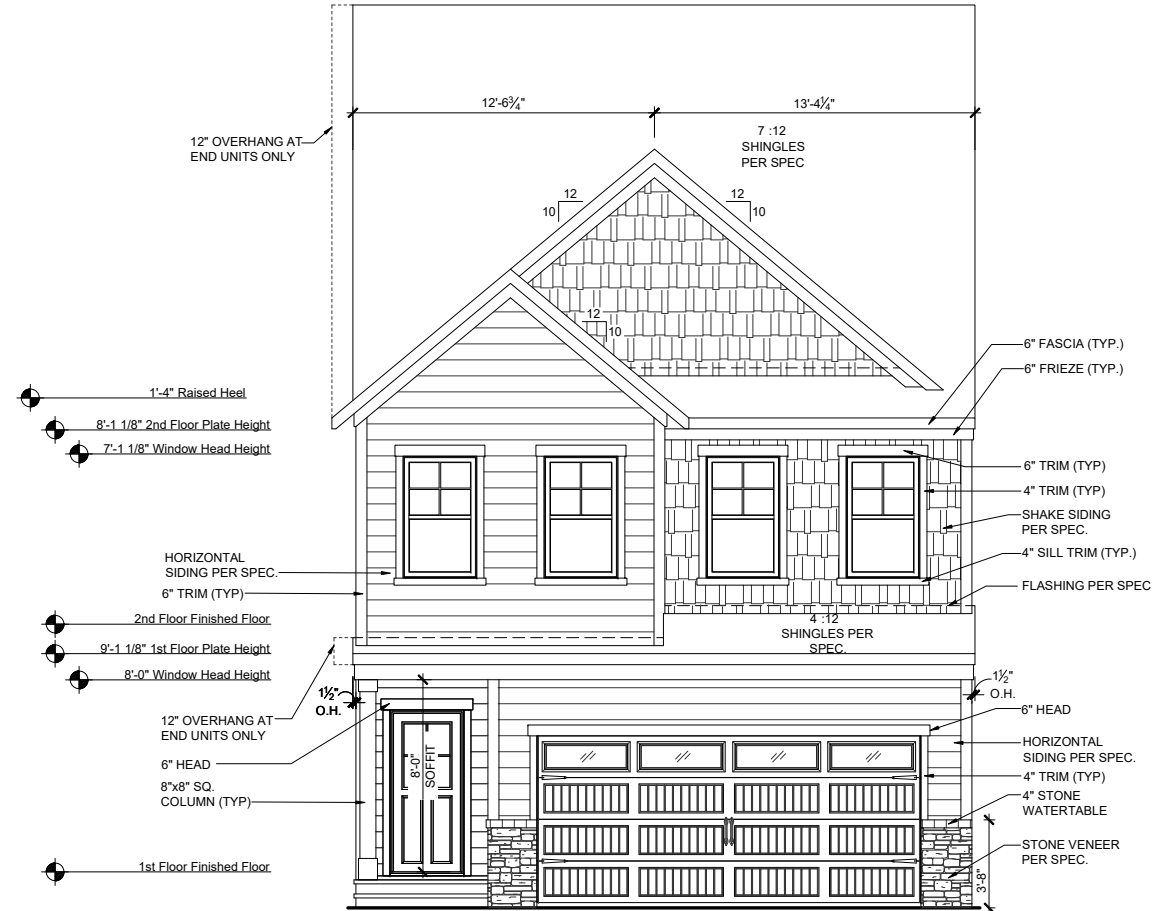 12'-6¾"
13'-4¼"
12" OVERHANG AT
END UNITS ONLY
7 :12
SHINGLES
PER SPEC
12
10
12
10
12
10
6" FASCIA (TYP.)
6" FRIEZE (TYP.)
1'-4" Raised Heel
8'-1 1/8" 2nd Floor Plate Height
7'-1 1/8" Window Head Height
6" TRIM (TYP)
4" TRIM (TYP)
SHAKE SIDING
PER SPEC.
4" SILL TRIM (TYP.)
FLASHING PER SPEC
HORIZONTAL
SIDING PER SPEC.
6" TRIM (TYP)
2nd Floor Finished Floor
4 :12
SHINGLES PER
SPEC.
9'-1 1/8" 1st Floor Plate Height
8'-0" Window Head Height
1½"
O.H.
1½"
O.H.
12" OVERHANG AT
END UNITS ONLY
6" HEAD
6" HEAD
8"x8" SQ.
COLUMN (TYP)
8'-0"
SOFFIT
HORIZONTAL
SIDING PER SPEC.
4" TRIM (TYP)
4" STONE
WATERTABLE
STONE VENEER
PER SPEC.
1st Floor Finished Floor
3'-8"